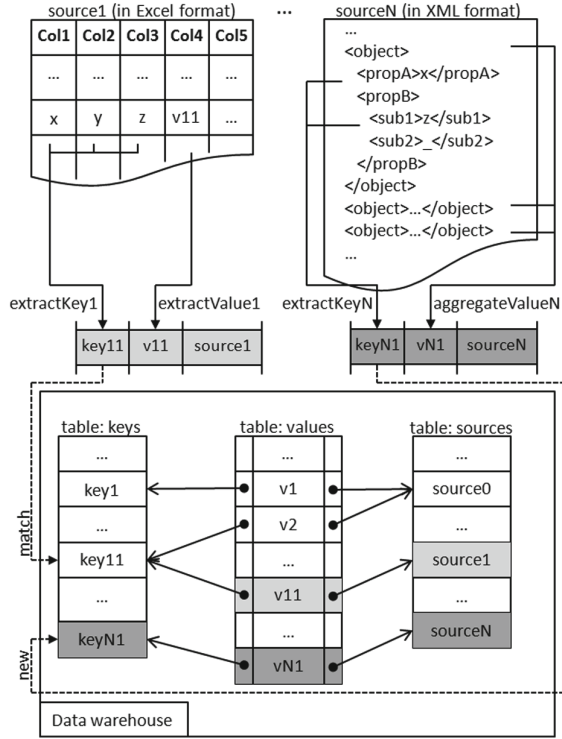 source1 (in Excel format) ... sourceN (in XML format)
Col1 Col2 Col3 Col4 Col5
... ... ... ... ...
x y z v11 ...
...
<object>
<propA>x</propA>
<propB>
<sub1>z</sub1>
<sub2>_</sub2>
</propB>
</object>
<object>...</object>
<object>...</object>
...
extractKey1 extractValue1 extractKeyN aggregateValueN
key11 v11 source1 keyN1 vN1 sourceN
table: keys table: values table: sources
... ... ...
key1 v1 source0
... v2 ...
match
key11 ... source1
... v11 ...
keyN1 ... sourceN
new
vN1
Data warehouse